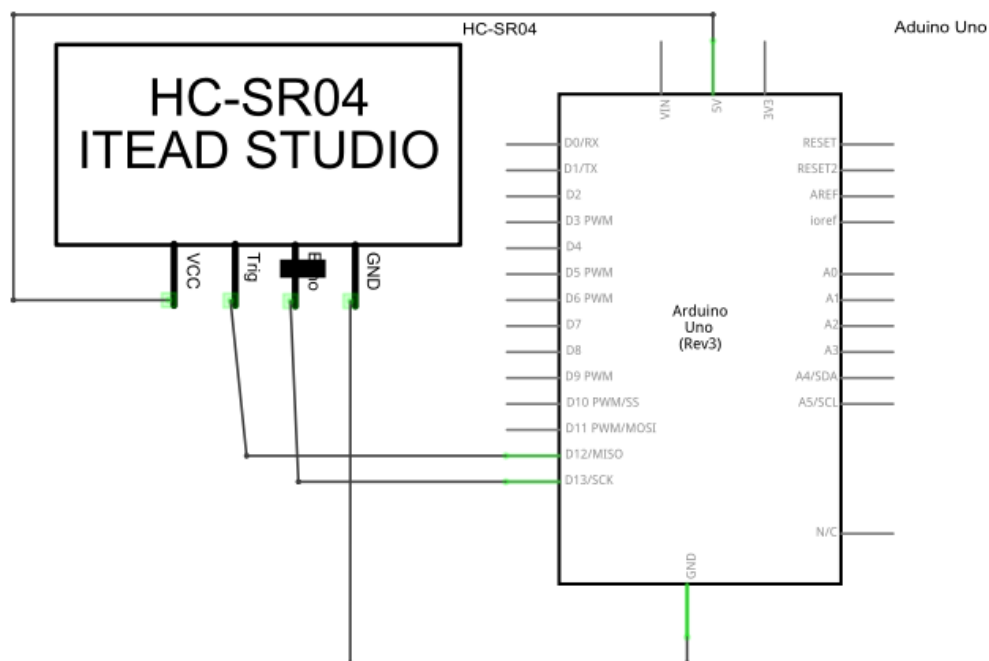 HC-SR04
Aduino Uno
HC-SR04
ITEAD STUDIO
VCC
Trig
GND
VIN
5V
3V3
D0/RX
D1/TX
D2
D3 PWM
D4
D5 PWM
D6 PWM
D7
D8
D9 PWM
D10 PWM/SS
D11 PWM/MOSI
D12/MISO
D13/SCK
Arduino
Uno
(Rev3)
RESET
RESET2
AREF
ioref
A0
A1
A2
A3
A4/SDA
A5/SCL
N/C
GND